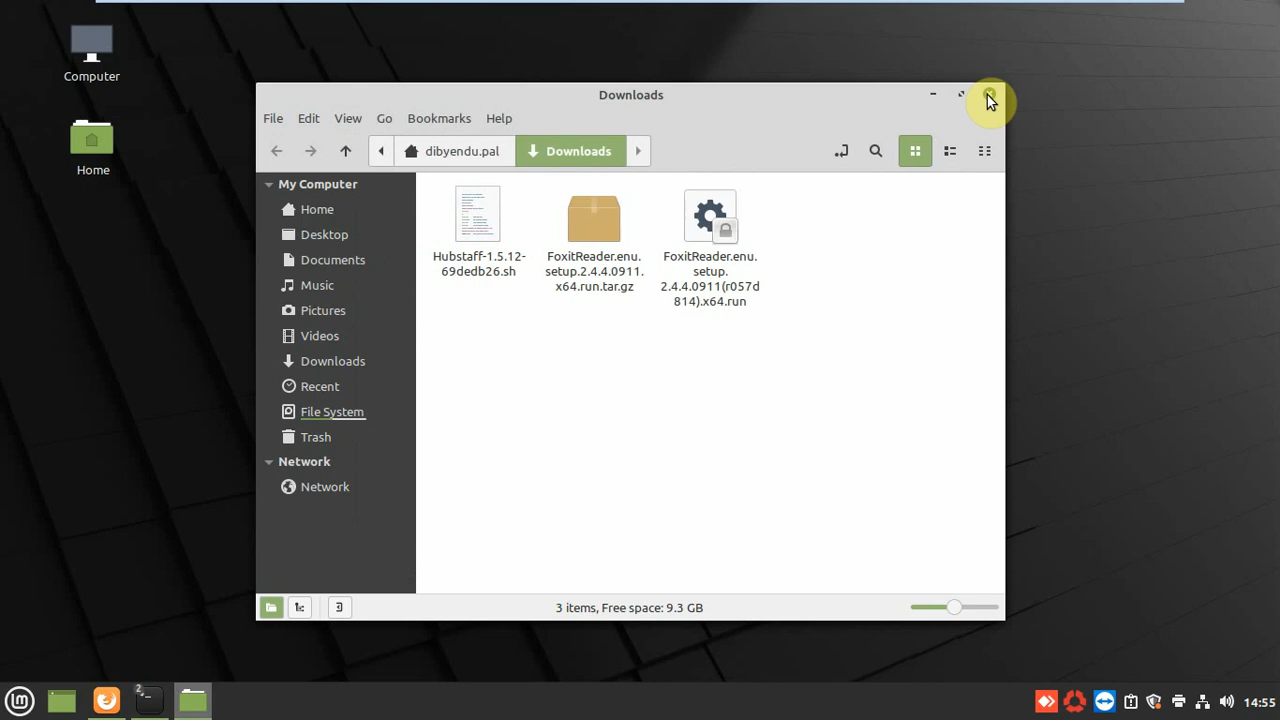 Computer
Home
Downloads
File Edit View Go Bookmarks Help
dibyendu.pal Downloads
My Computer
Home
Desktop
Documents
Music
Pictures
Videos
Downloads
Recent
File System
Trash
Network
Network
Hubstaff-1.5.12-
69dedb26.sh
FoxitReader.enu.
setup.2.4.4.0911.
x64.run.tar.gz
FoxitReader.enu.
setup.
2.4.4.0911(r057d
814).x64.run
3 items, Free space: 9.3 GB
2
14:55